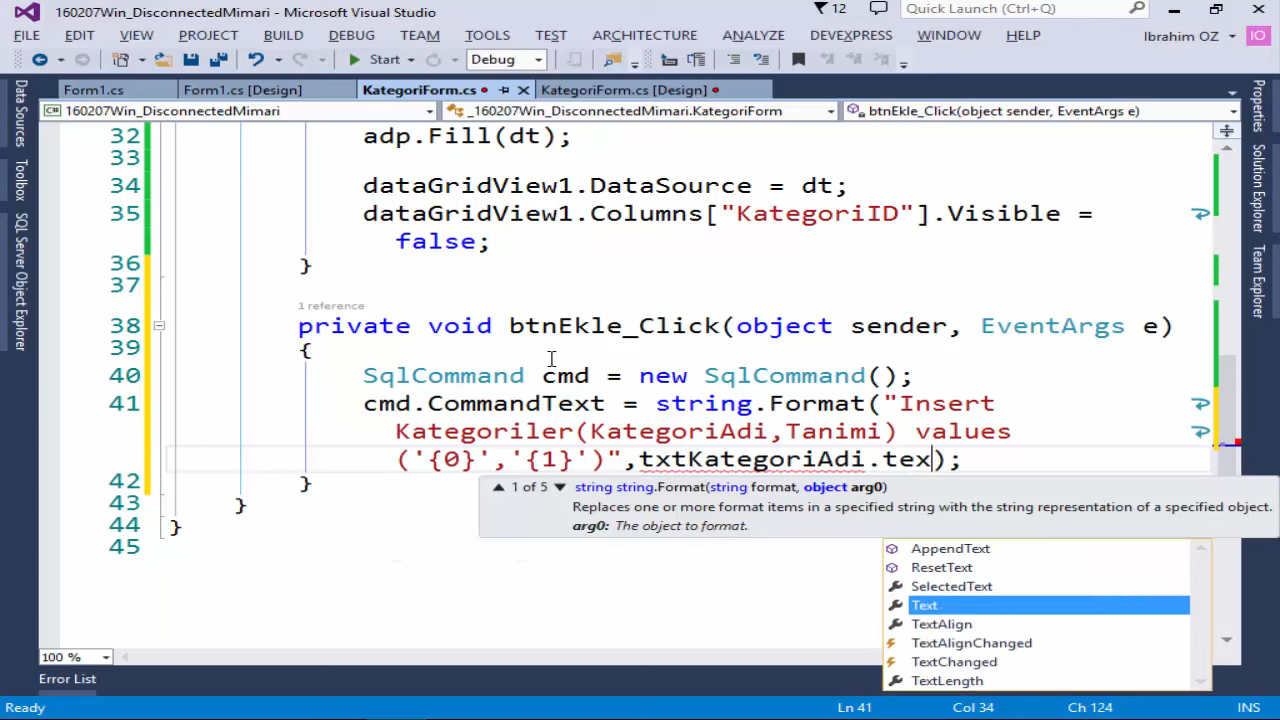 160207Win_DisconnectedMimari - Microsoft Visual Studio
12
Quick Launch (Ctrl+Q)
FILE EDIT VIEW PROJECT BUILD DEBUG TEAM TOOLS TEST ARCHITECTURE ANALYZE DEVEXPRESS WINDOW HELP Ibrahim OZ IO
Start Debug
Form1.cs Form1.cs [Design] KategoriForm.cs KategoriForm.cs [Design]
160207Win_DisconnectedMimari _160207Win_DisconnectedMimari.KategoriForm btnEkle_Click(object sender, EventArgs e)
Data Sources
Toolbox
SQL Server Object Explorer
32 adp.Fill(dt);
33
34 dataGridView1.DataSource = dt;
35 dataGridView1.Columns["KategoriID"].Visible =
false;
36 }
37
1 reference
38 private void btnEkle_Click(object sender, EventArgs e)
39 {
40 SqlCommand cmd = new SqlCommand();
41 cmd.CommandText = string.Format("Insert
Kategoriler(KategoriAdi,Tanimi) values
('{0}','{1}')",txtKategoriAdi.tex);
42 }
43 }
44 }
45
1 of 5 string string.Format(string format, object arg0)
Replaces one or more format items in a specified string with the string representation of a specified object.
arg0: The object to format.
AppendText
ResetText
SelectedText
Text
TextAlign
TextAlignChanged
TextChanged
TextLength
Properties
Solution Explorer
Team Explorer
100 %
Error List
Ready Ln 41 Col 34 Ch 124 INS